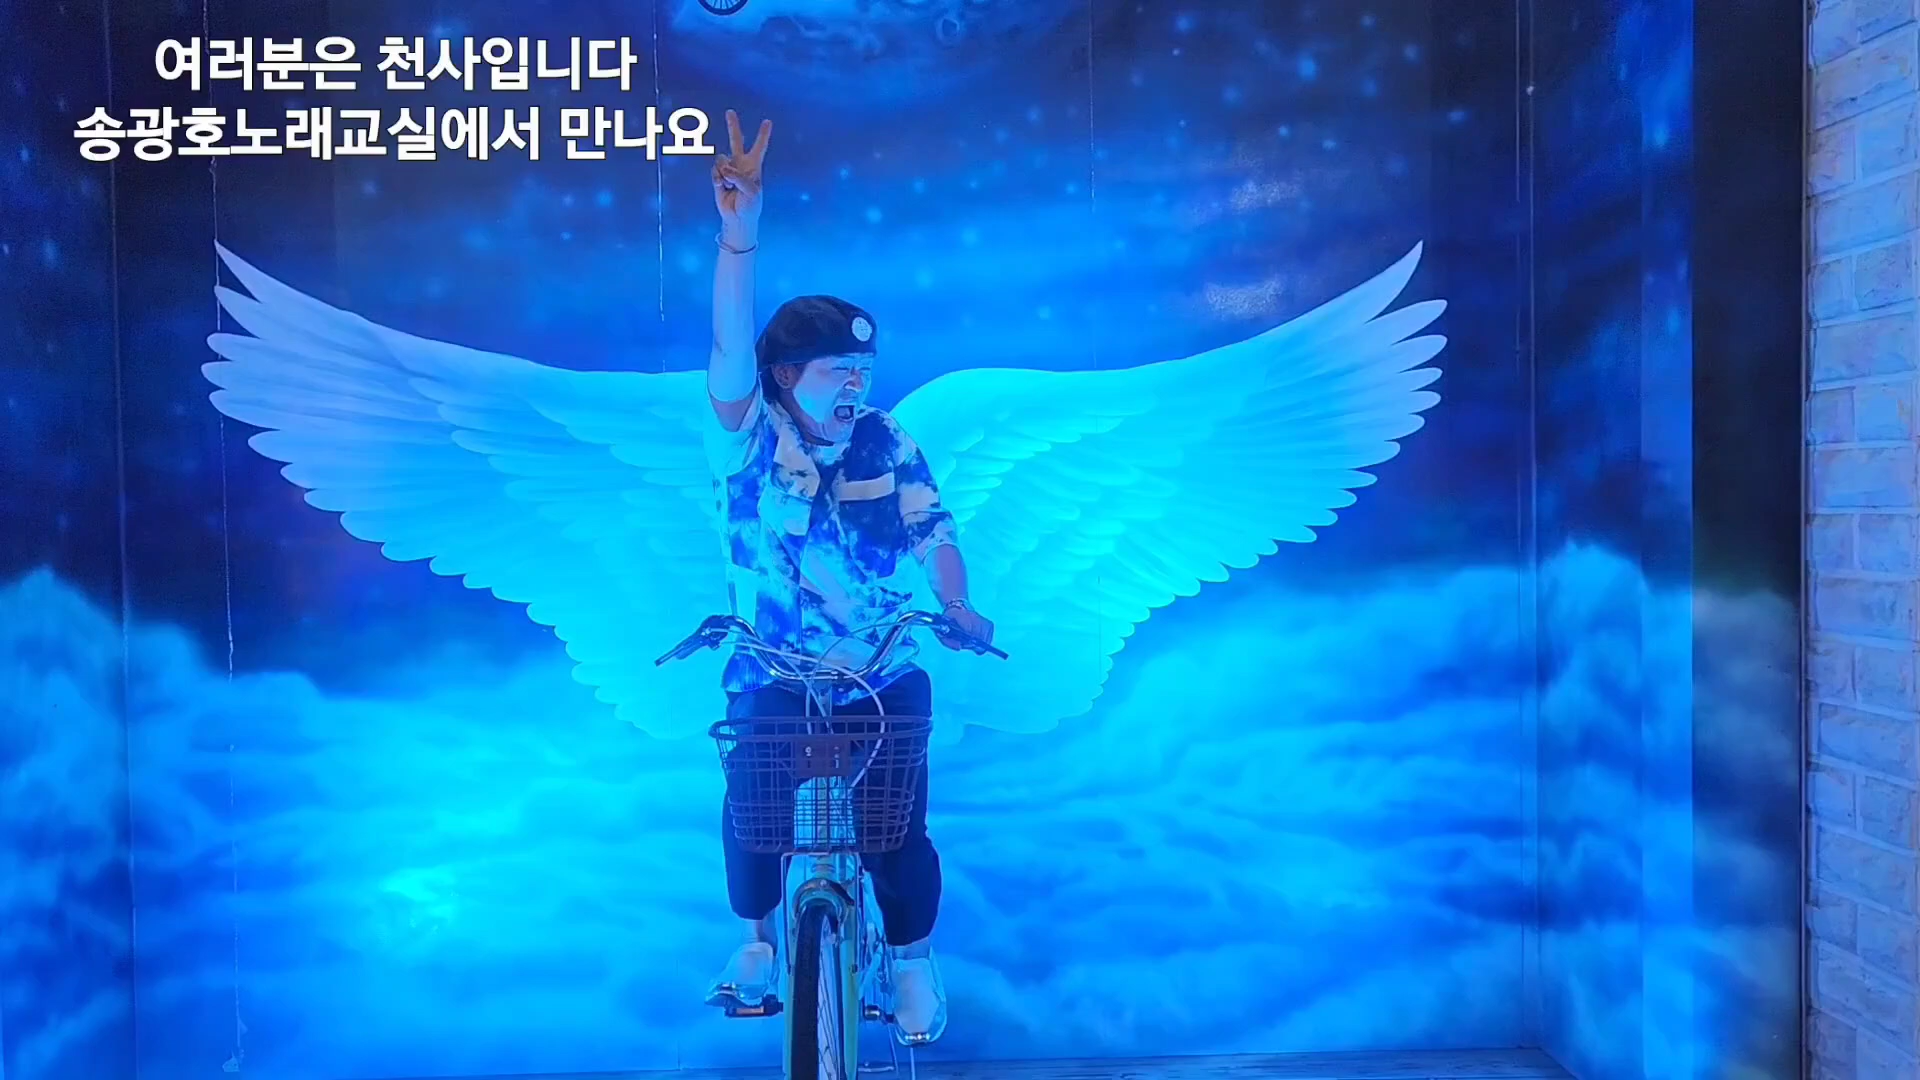 여러분은 천사입니다
송광호노래교실에서 만나요